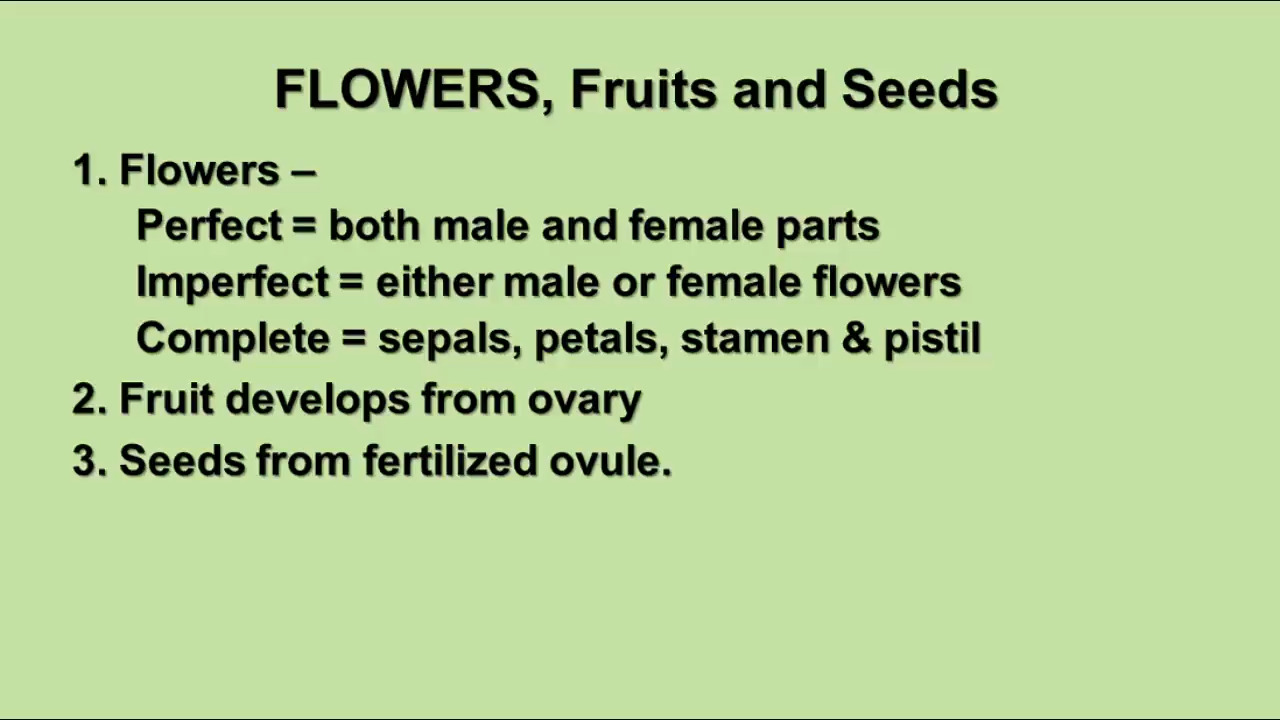 FLOWERS, Fruits and Seeds
1. Flowers –
Perfect = both male and female parts
Imperfect = either male or female flowers
Complete = sepals, petals, stamen & pistil
2. Fruit develops from ovary
3. Seeds from fertilized ovule.